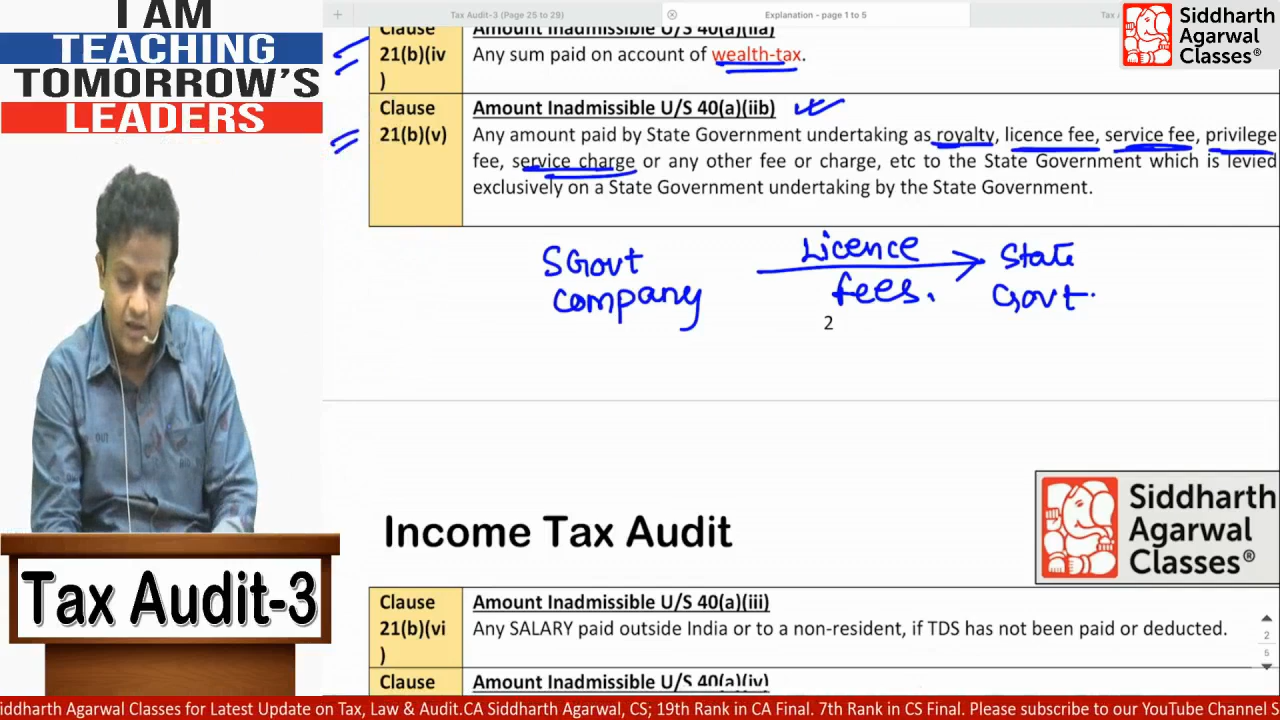 I AM
TEACHING
TOMORROW'S
LEADERS
Tax Audit-3 (Page 25 to 29)
Explanation - page 1 to 5
Siddharth
Agarwal
Classes®
Clause
21(b)(iv
)
Amount Inadmissible U/S 40(a)(iia)
Any sum paid on account of wealth-tax.
Clause
21(b)(v)
Amount Inadmissible U/S 40(a)(iib)
Any amount paid by State Government undertaking as royalty, licence fee, service fee, privilege
fee, service charge or any other fee or charge, etc to the State Government which is levied
exclusively on a State Government undertaking by the State Government.
SGovt
company
Licence
fees.
State
Govt.
2
Income Tax Audit
Siddharth
Agarwal
Classes®
Clause
21(b)(vi
)
Amount Inadmissible U/S 40(a)(iii)
Any SALARY paid outside India or to a non-resident, if TDS has not been paid or deducted.
2
5
Clause
Amount Inadmissible U/S 40(a)(iv)
Tax Audit-3
iddharth Agarwal Classes for Latest Update on Tax, Law & Audit.CA Siddharth Agarwal, CS; 19th Rank in CA Final. 7th Rank in CS Final. Please subscribe to our YouTube Channel S